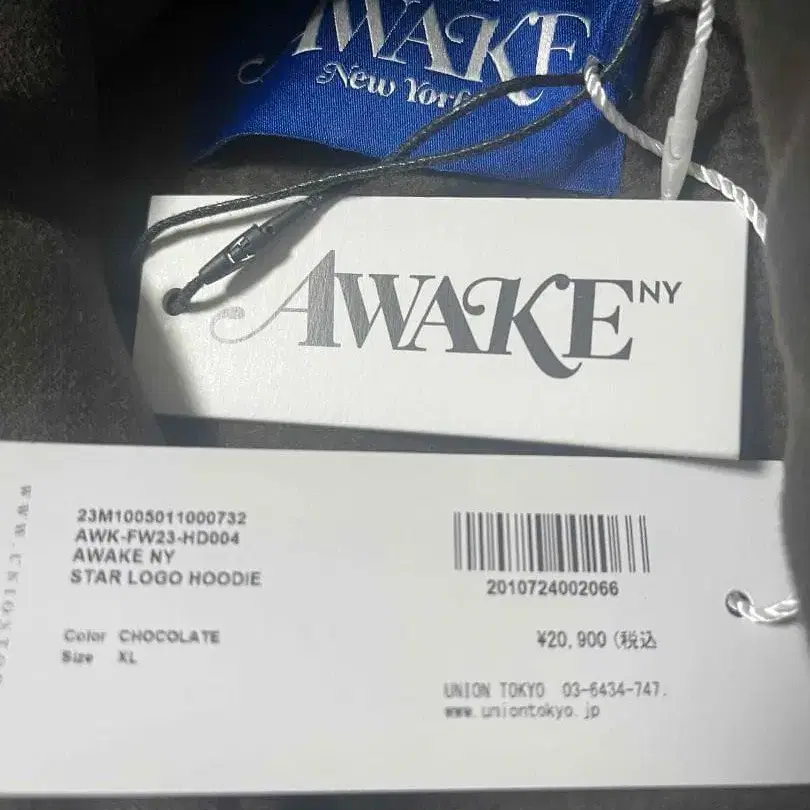 AWAKE
New York
AWAKE NY
23M1005011000732
AWK-FW23-HD004
AWAKE NY
STAR LOGO HOODIE
Color CHOCOLATE
Size XL
2010724002066
¥20,900 (税込
UNION TOKYO 03-6434-747.
www.uniontokyo.jp